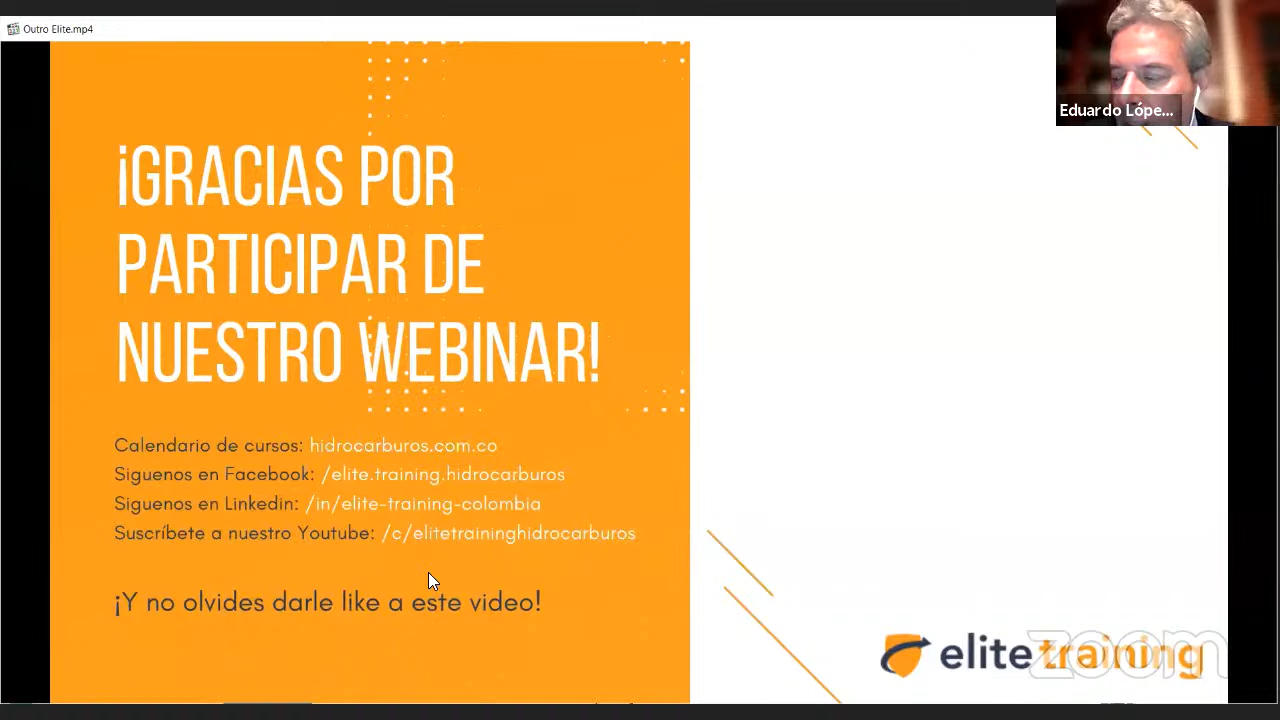 Outro Elite.mp4
Eduardo Lópe...
¡GRACIAS POR
PARTICIPAR DE
NUESTRO WEBINAR!
Calendario de cursos: hidrocarburos.com.co
Siguenos en Facebook: /elite.training.hidrocarburos
Siguenos en Linkedin: /in/elite-training-colombia
Suscríbete a nuestro Youtube: /c/elitetraininghidrocarburos
¡Y no olvides darle like a este video!
elite training
zoom